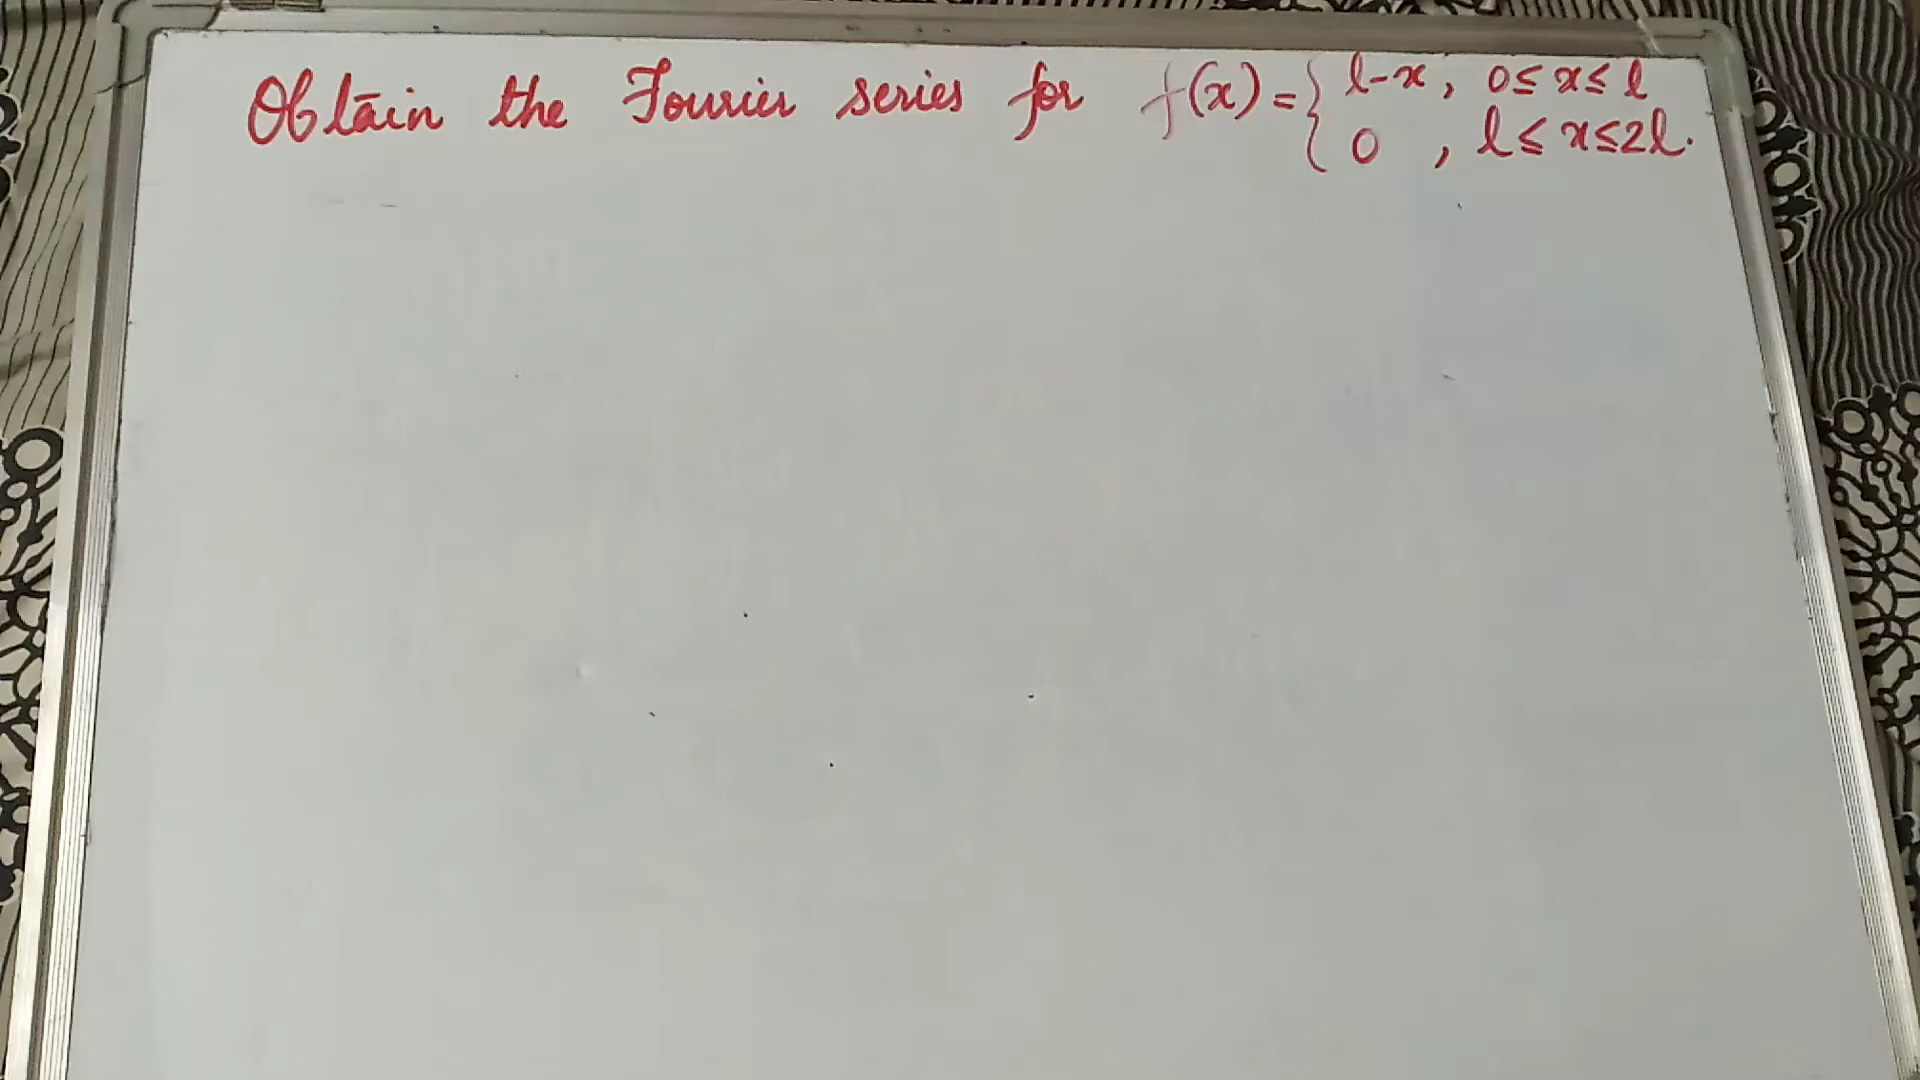 Obtain the Fourier series for f(x) = { l-x, 0 ≤ x ≤ l
0 , l ≤ x ≤ 2l.